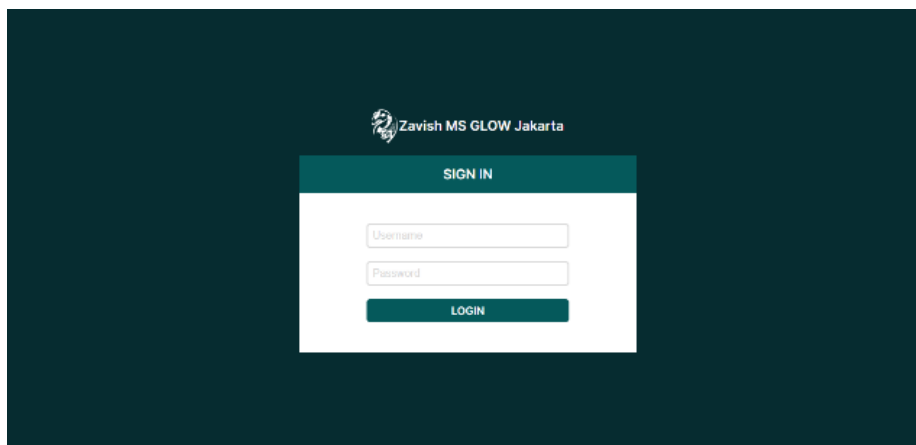 Zavish MS GLOW Jakarta
SIGN IN
Username
Password
LOGIN